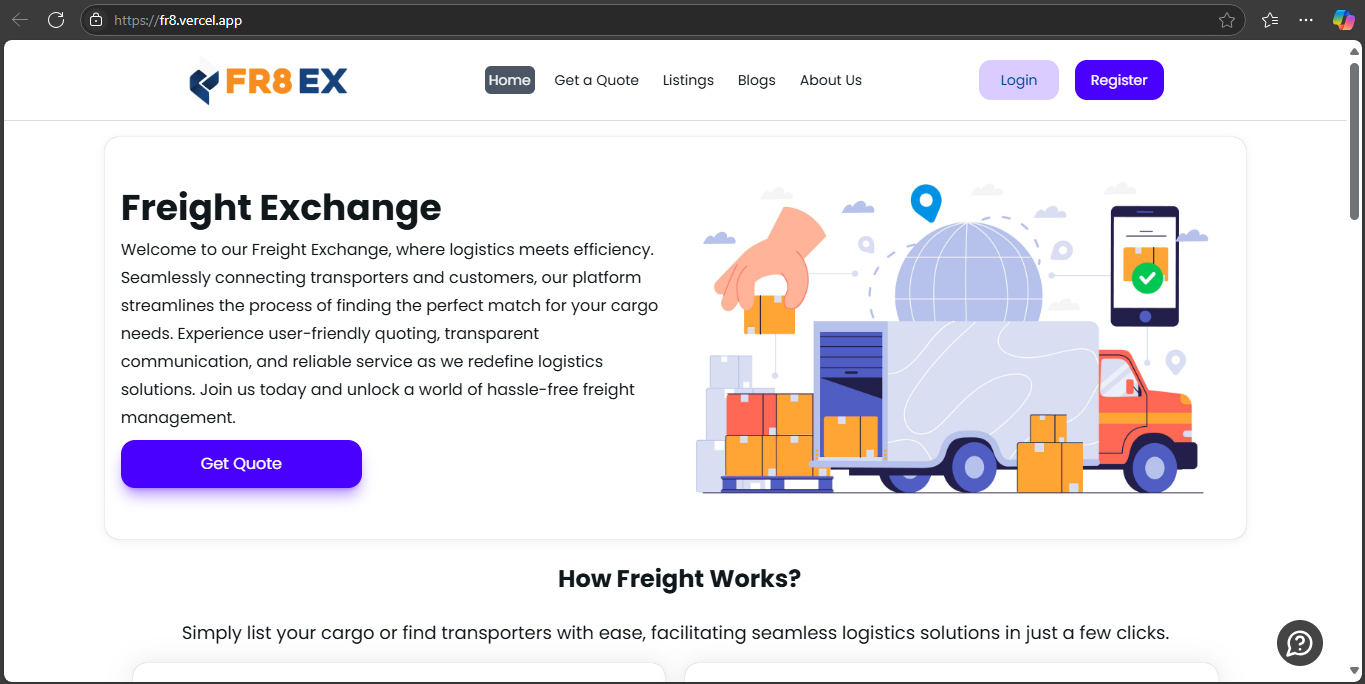 https://fr8.vercel.app
FR8 EX
Home
Get a Quote
Listings
Blogs
About Us
Login
Register
Freight Exchange
Welcome to our Freight Exchange, where logistics meets efficiency.
Seamlessly connecting transporters and customers, our platform
streamlines the process of finding the perfect match for your cargo
needs. Experience user-friendly quoting, transparent
communication, and reliable service as we redefine logistics
solutions. Join us today and unlock a world of hassle-free freight
management.
Get Quote
How Freight Works?
Simply list your cargo or find transporters with ease, facilitating seamless logistics solutions in just a few clicks.